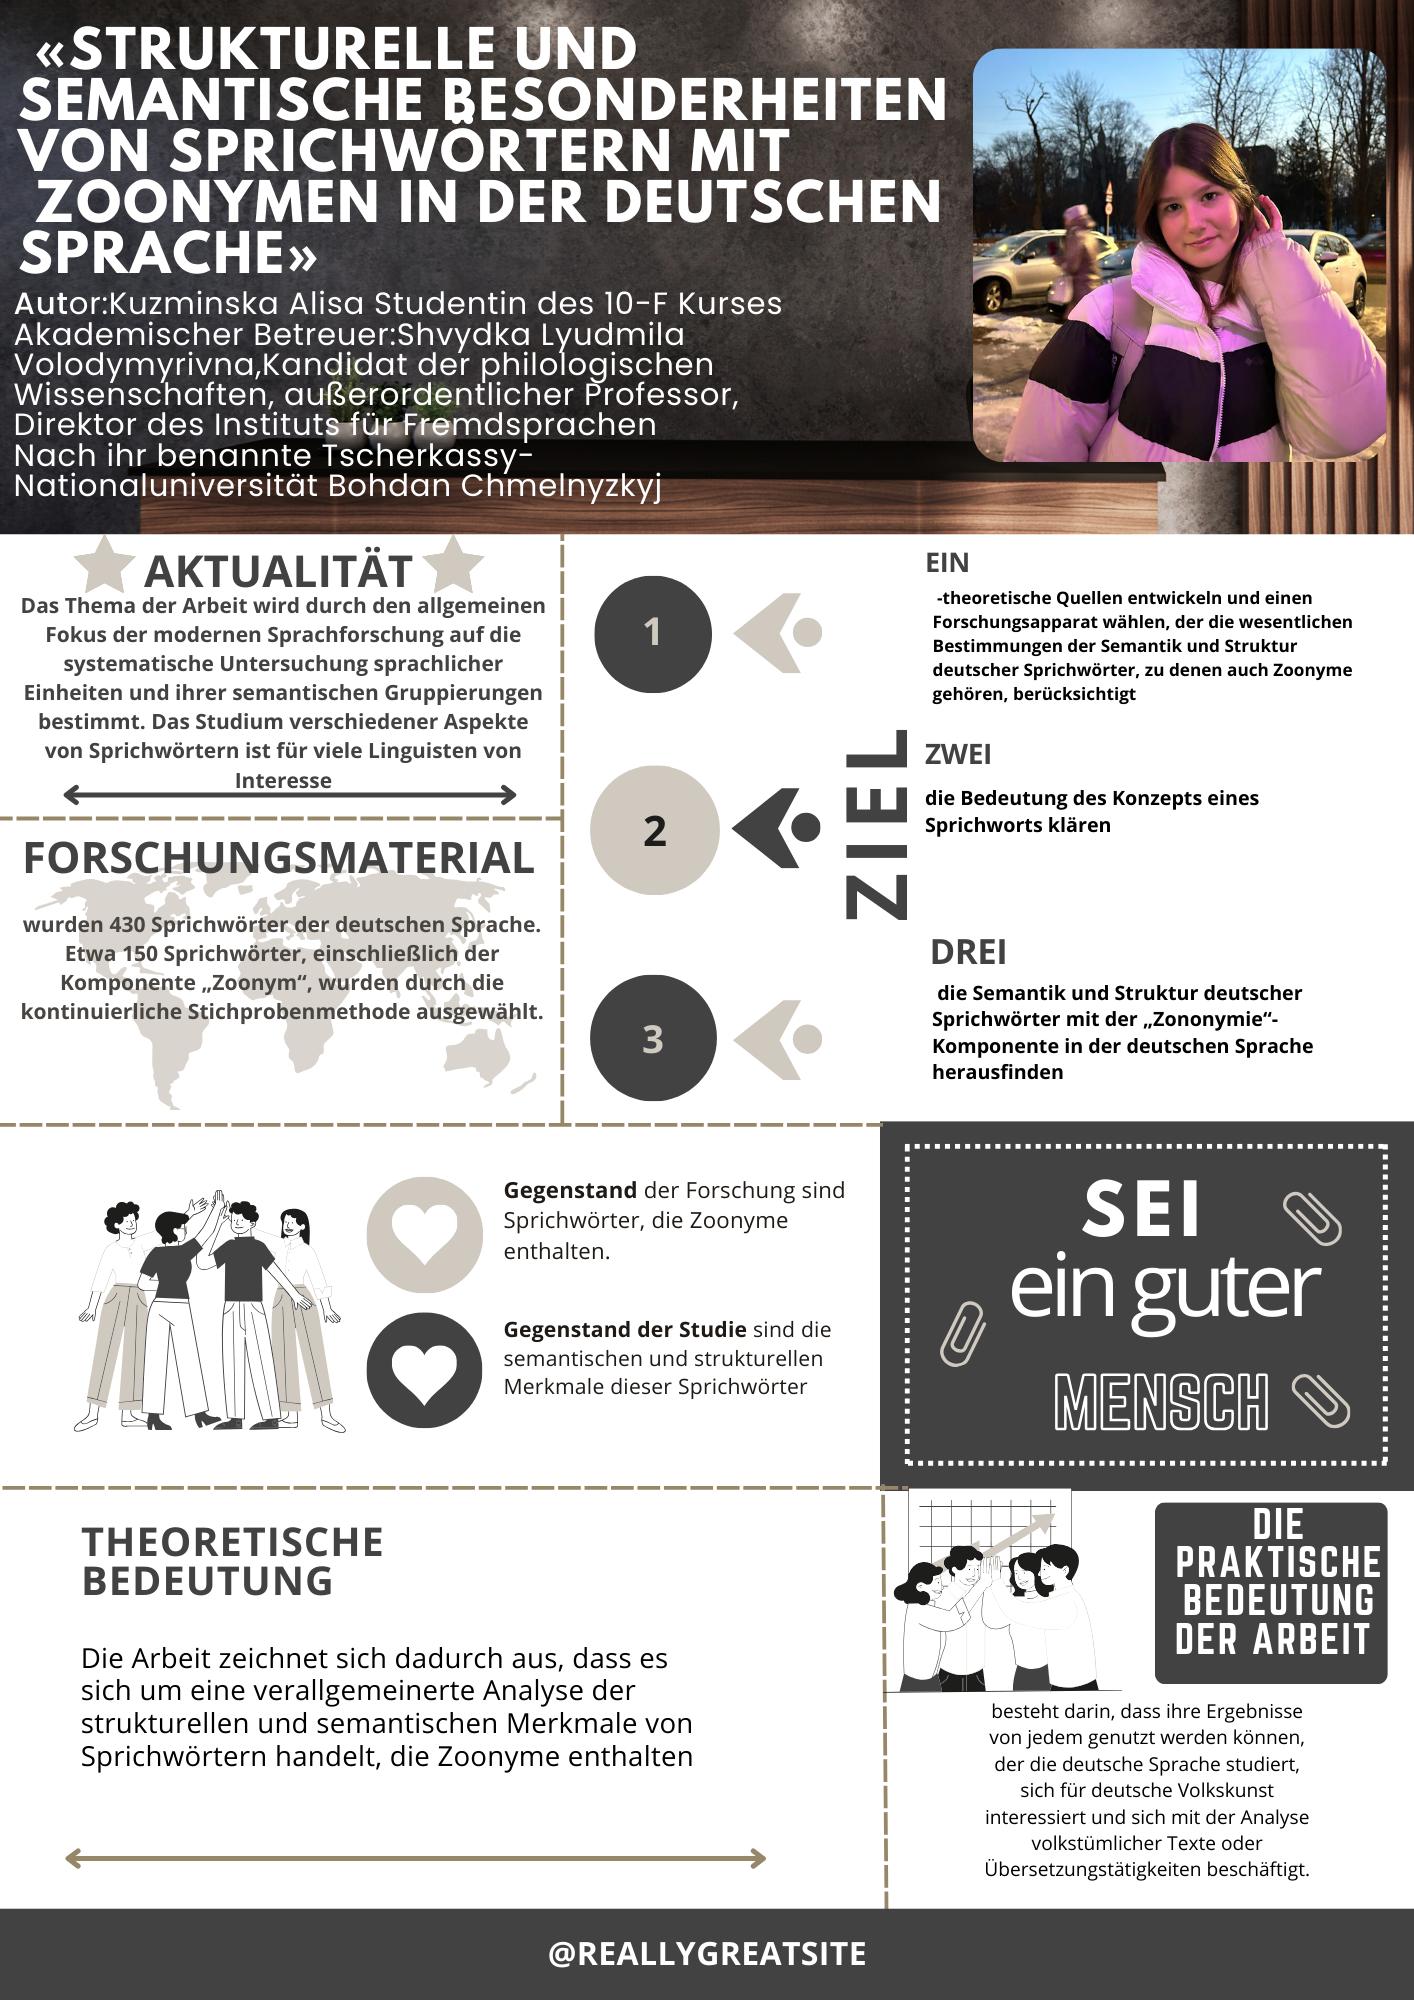 «STRUKTURELLE UND
SEMANTISCHE BESONDERHEITEN
VON SPRICHWÖRTERN MIT
ZOONYMEN IN DER DEUTSCHEN
SPRACHE»
Autor:Kuzminska Alisa Studentin des 10-F Kurses
Akademischer Betreuer:Shvydka Lyudmila
Volodymyrivna,Kandidat der philologischen
Wissenschaften, außerordentlicher Professor,
Direktor des Instituts für Fremdsprachen
Nach ihr benannte Tscherkassy-
Nationaluniversität Bohdan Chmelnyzkyj
AKTUALITÄT
Das Thema der Arbeit wird durch den allgemeinen
Fokus der modernen Sprachforschung auf die
systematische Untersuchung sprachlicher
Einheiten und ihrer semantischen Gruppierungen
bestimmt. Das Studium verschiedener Aspekte
von Sprichwörtern ist für viele Linguisten von
Interesse
FORSCHUNGSMATERIAL
wurden 430 Sprichwörter der deutschen Sprache.
Etwa 150 Sprichwörter, einschließlich der
Komponente „Zoonym“, wurden durch die
kontinuierliche Stichprobenmethode ausgewählt.
1
2
3
ZIEL
EIN
-theoretische Quellen entwickeln und einen
Forschungsapparat wählen, der die wesentlichen
Bestimmungen der Semantik und Struktur
deutscher Sprichwörter, zu denen auch Zoonyme
gehören, berücksichtigt
ZWEI
die Bedeutung des Konzepts eines
Sprichworts klären
DREI
die Semantik und Struktur deutscher
Sprichwörter mit der „Zononymie“-
Komponente in der deutschen Sprache
herausfinden
Gegenstand der Forschung sind
Sprichwörter, die Zoonyme
enthalten.
Gegenstand der Studie sind die
semantischen und strukturellen
Merkmale dieser Sprichwörter
SEI
ein guter
MENSCH
THEORETISCHE
BEDEUTUNG
Die Arbeit zeichnet sich dadurch aus, dass es
sich um eine verallgemeinerte Analyse der
strukturellen und semantischen Merkmale von
Sprichwörtern handelt, die Zoonyme enthalten
DIE
PRAKTISCHE
BEDEUTUNG
DER ARBEIT
besteht darin, dass ihre Ergebnisse
von jedem genutzt werden können,
der die deutsche Sprache studiert,
sich für deutsche Volkskunst
interessiert und sich mit der Analyse
volkstümlicher Texte oder
Übersetzungstätigkeiten beschäftigt.
@REALLYGREATSITE